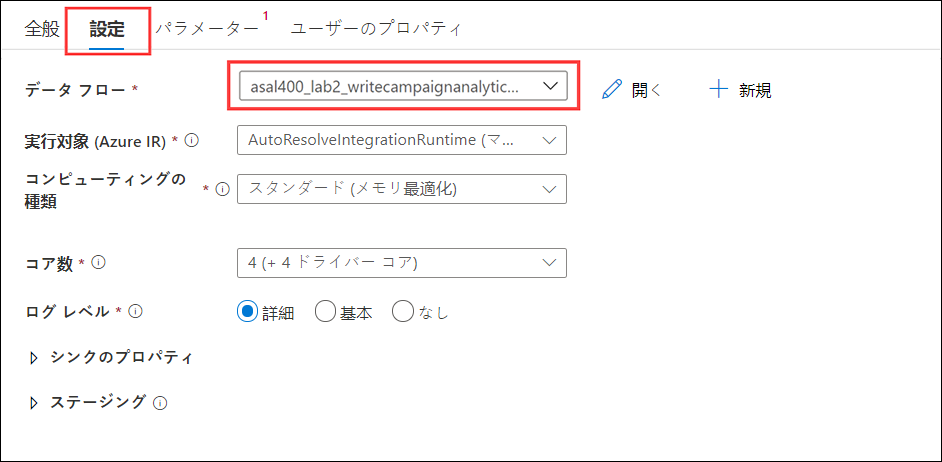 全般 設定 パラメーター 1 ユーザーのプロパティ
データ フロー * asal400_lab2_writecampaignanalytic... 開く 新規
実行対象 (Azure IR) * AutoResolveIntegrationRuntime (マ...
コンピューティングの
種類 * スタンダード (メモリ最適化)
コア数 * 4 (+ 4 ドライバー コア)
ログ レベル * 詳細 基本 なし
シンクのプロパティ
ステージング